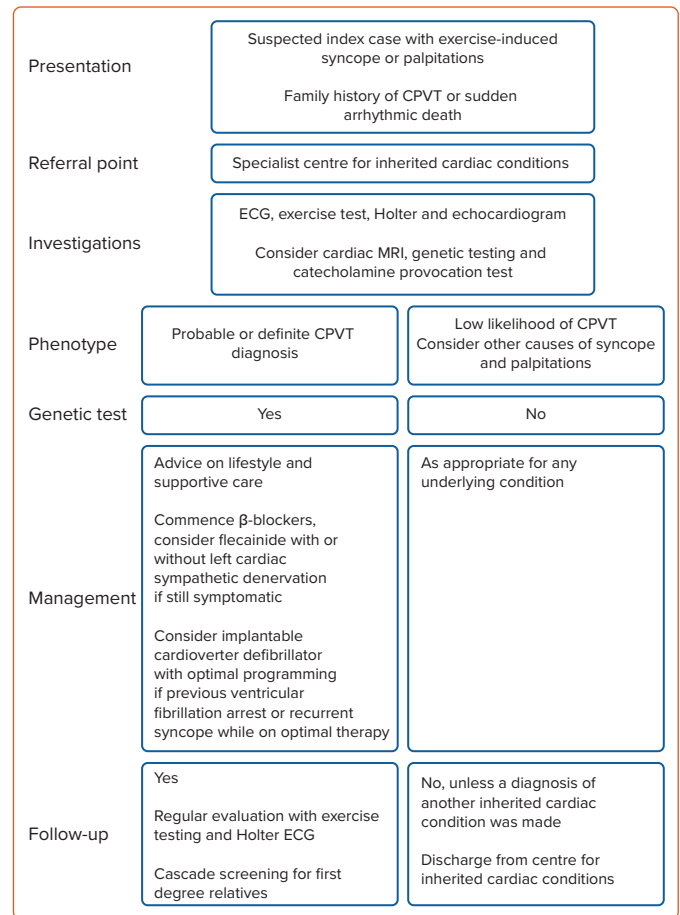 Presentation
Suspected index case with exercise-induced
syncope or palpitations
Family history of CPVT or sudden
arrhythmic death
Referral point
Specialist centre for inherited cardiac conditions
Investigations
ECG, exercise test, Holter and echocardiogram
Consider cardiac MRI, genetic testing and
catecholamine provocation test
Phenotype
Probable or definite CPVT
diagnosis
Low likelihood of CPVT
Consider other causes of syncope
and palpitations
Genetic test
Yes
No
Management
Advice on lifestyle and
supportive care
Commence β-blockers,
consider flecainide with or
without left cardiac
sympathetic denervation
if still symptomatic
Consider implantable
cardioverter defibrillator
with optimal programming
if previous ventricular
fibrillation arrest or recurrent
syncope while on optimal therapy
As appropriate for any
underlying condition
Follow-up
Yes
Regular evaluation with exercise
testing and Holter ECG
Cascade screening for first
degree relatives
No, unless a diagnosis of
another inherited cardiac
condition was made
Discharge from centre for
inherited cardiac conditions